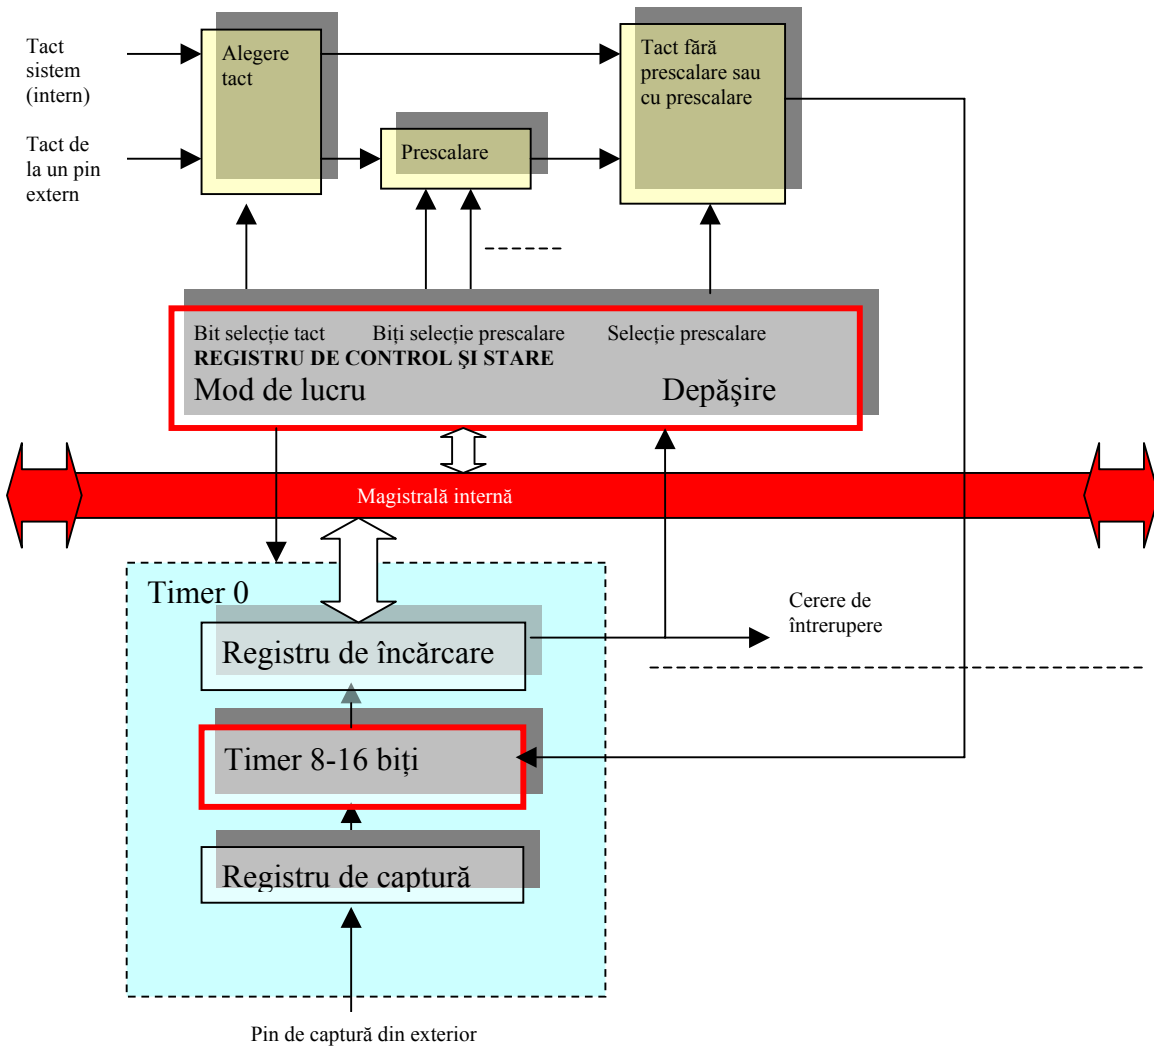 Tact
sistem
(intern)
Alegere
tact
Tact fără
prescalare sau
cu prescalare
Tact de
la un pin
extern
Prescalare
Bit selecție tact
Biți selecție prescalare
Selecție prescalare
REGISTRU DE CONTROL ŞI STARE
Mod de lucru
Depăşire
Magistrală internă
Timer 0
Cerere de
întrerupere
Registru de încărcare
Timer 8-16 biți
Registru de captură
Pin de captură din exterior